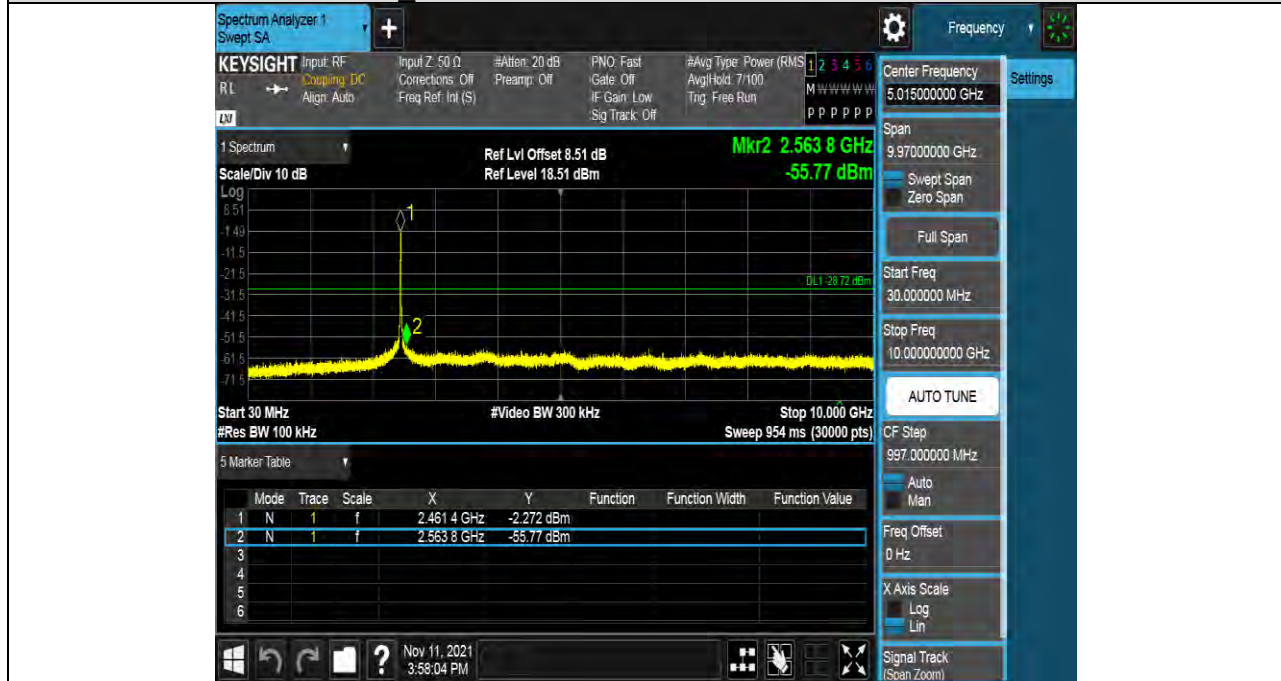 Spectrum Analyzer 1
Swept SA
+
Frequency
KEYSIGHT
RL
LXI
Input: RF
Coupling: DC
Align: Auto
Input Z: 50 Ω
Corrections: Off
Freq Ref: Int (S)
#Atten: 20 dB
Preamp: Off
PNO: Fast
Gate: Off
IF Gain: Low
Sig Track: Off
#Avg Type: Power (RMS
Avg|Hold: 7/100
Trig: Free Run
1 2 3 4 5 6
M W W W W W
P P P P P P
1 Spectrum
Scale/Div 10 dB
Ref Lvl Offset 8.51 dB
Ref Level 18.51 dBm
Mkr2 2.563 8 GHz
-55.77 dBm
Log
8.51
-1.49
-11.5
-21.5
-31.5
-41.5
-51.5
-61.5
-71.5
1
2
DL1 -28.72 dBm
Start 30 MHz
#Res BW 100 kHz
#Video BW 300 kHz
Stop 10.000 GHz
Sweep 954 ms (30000 pts)
5 Marker Table
Mode Trace Scale X Y Function Function Width Function Value
1 N 1 f 2.461 4 GHz -2.272 dBm
2 N 1 f 2.563 8 GHz -55.77 dBm
3
4
5
6
?
Nov 11, 2021
3:58:04 PM
Center Frequency
5.015000000 GHz
Settings
Span
9.97000000 GHz
Swept Span
Zero Span
Full Span
Start Freq
30.000000 MHz
Stop Freq
10.000000000 GHz
AUTO TUNE
CF Step
997.000000 MHz
Auto
Man
Freq Offset
0 Hz
X Axis Scale
Log
Lin
Signal Track
(Span Zoom)